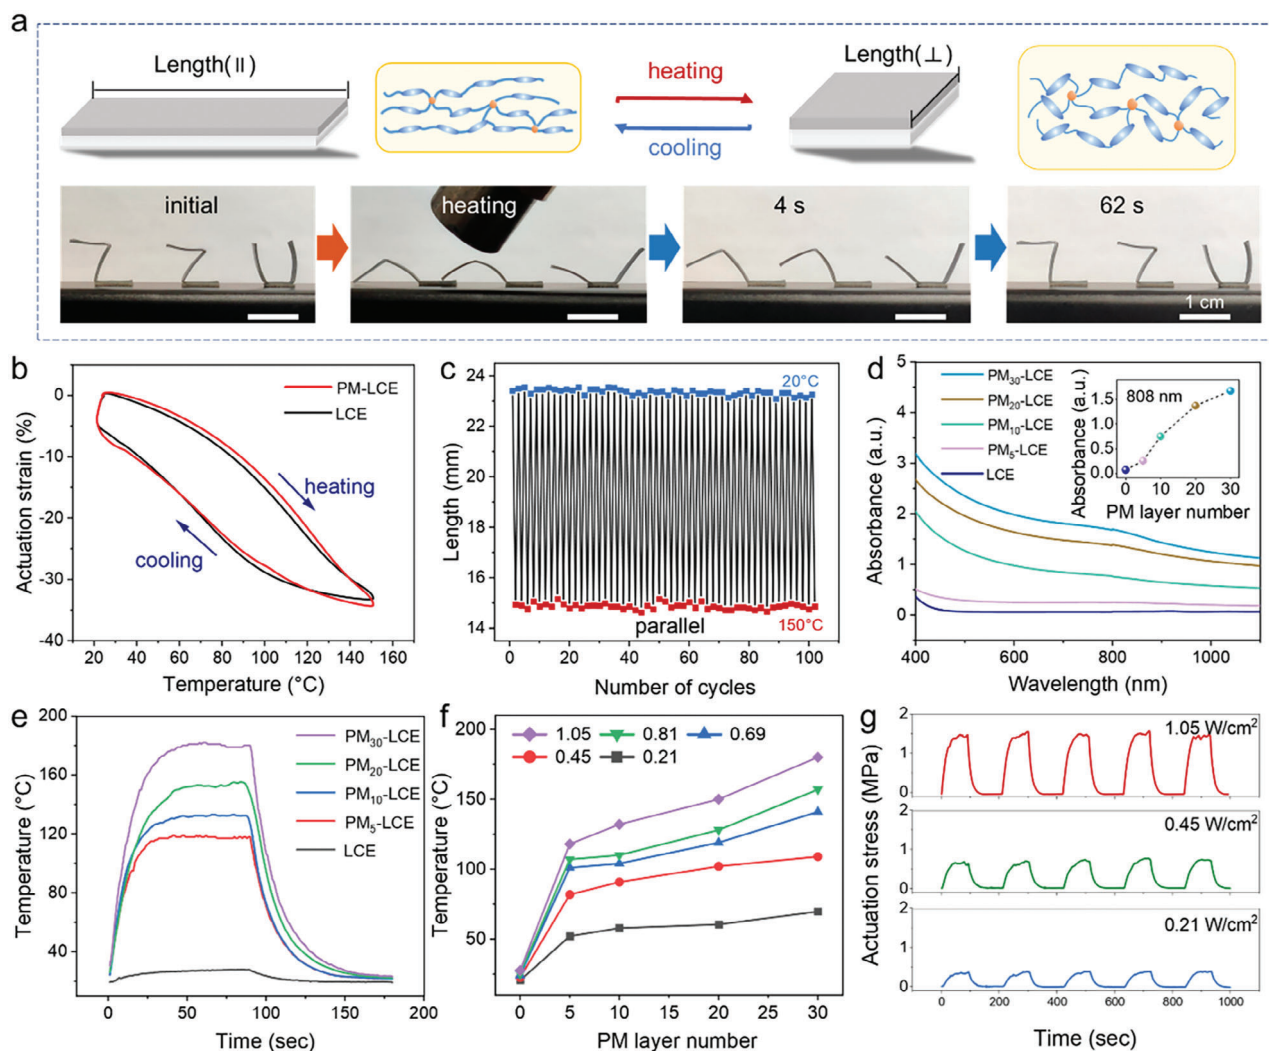 a
Length(॥)
heating
cooling
Length(⊥)
initial
heating
4 s
62 s
1 cm
b
Actuation strain (%)
0
-10
-20
-30
-40
PM-LCE
LCE
heating
cooling
20 40 60 80 100 120 140 160
Temperature (°C)
c
Length (mm)
24
22
20
18
16
14
20°C
parallel
150°C
0 20 40 60 80 100
Number of cycles
d
Absorbance (a.u.)
5
4
3
2
1
0
PM₃₀-LCE
PM₂₀-LCE
PM₁₀-LCE
PM₅-LCE
LCE
Absorbance (a.u.)
1.5
1.0
0.5
0.0
808 nm
0 10 20 30
PM layer number
400 600 800 1000
Wavelength (nm)
e
Temperature (°C)
200
160
120
80
40
PM₃₀-LCE
PM₂₀-LCE
PM₁₀-LCE
PM₅-LCE
LCE
0 50 100 150 200
Time (sec)
f
Temperature (°C)
200
150
100
50
1.05 0.81 0.69
0.45 0.21
0 5 10 20 30
PM layer number
g
Actuation stress (MPa)
2
1
0
1.05 W/cm²
2
1
0
0.45 W/cm²
2
1
0
0.21 W/cm²
0 200 400 600 800 1000
Time (sec)